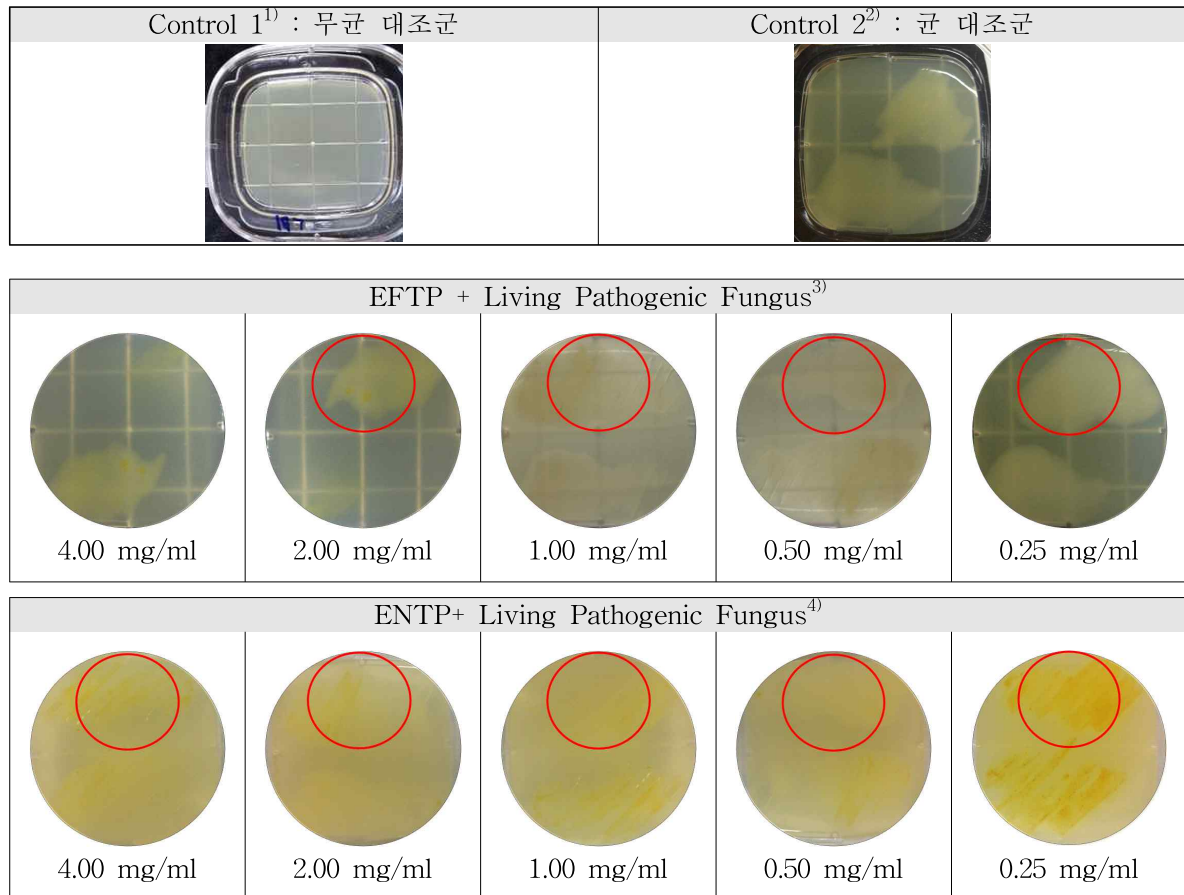 Control 1¹⁾ : 무균 대조군
Control 2²⁾ : 균 대조군
EFTP + Living Pathogenic Fungus³⁾
4.00 mg/ml
2.00 mg/ml
1.00 mg/ml
0.50 mg/ml
0.25 mg/ml
ENTP+ Living Pathogenic Fungus⁴⁾
4.00 mg/ml
2.00 mg/ml
1.00 mg/ml
0.50 mg/ml
0.25 mg/ml